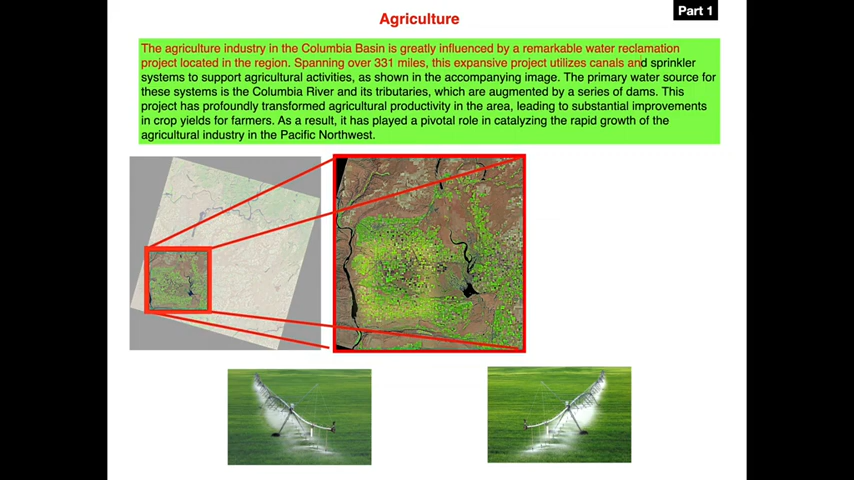 Part 1
Agriculture
The agriculture industry in the Columbia Basin is greatly influenced by a remarkable water reclamation
project located in the region. Spanning over 331 miles, this expansive project utilizes canals and sprinkler
systems to support agricultural activities, as shown in the accompanying image. The primary water source for
these systems is the Columbia River and its tributaries, which are augmented by a series of dams. This
project has profoundly transformed agricultural productivity in the area, leading to substantial improvements
in crop yields for farmers. As a result, it has played a pivotal role in catalyzing the rapid growth of the
agricultural industry in the Pacific Northwest.